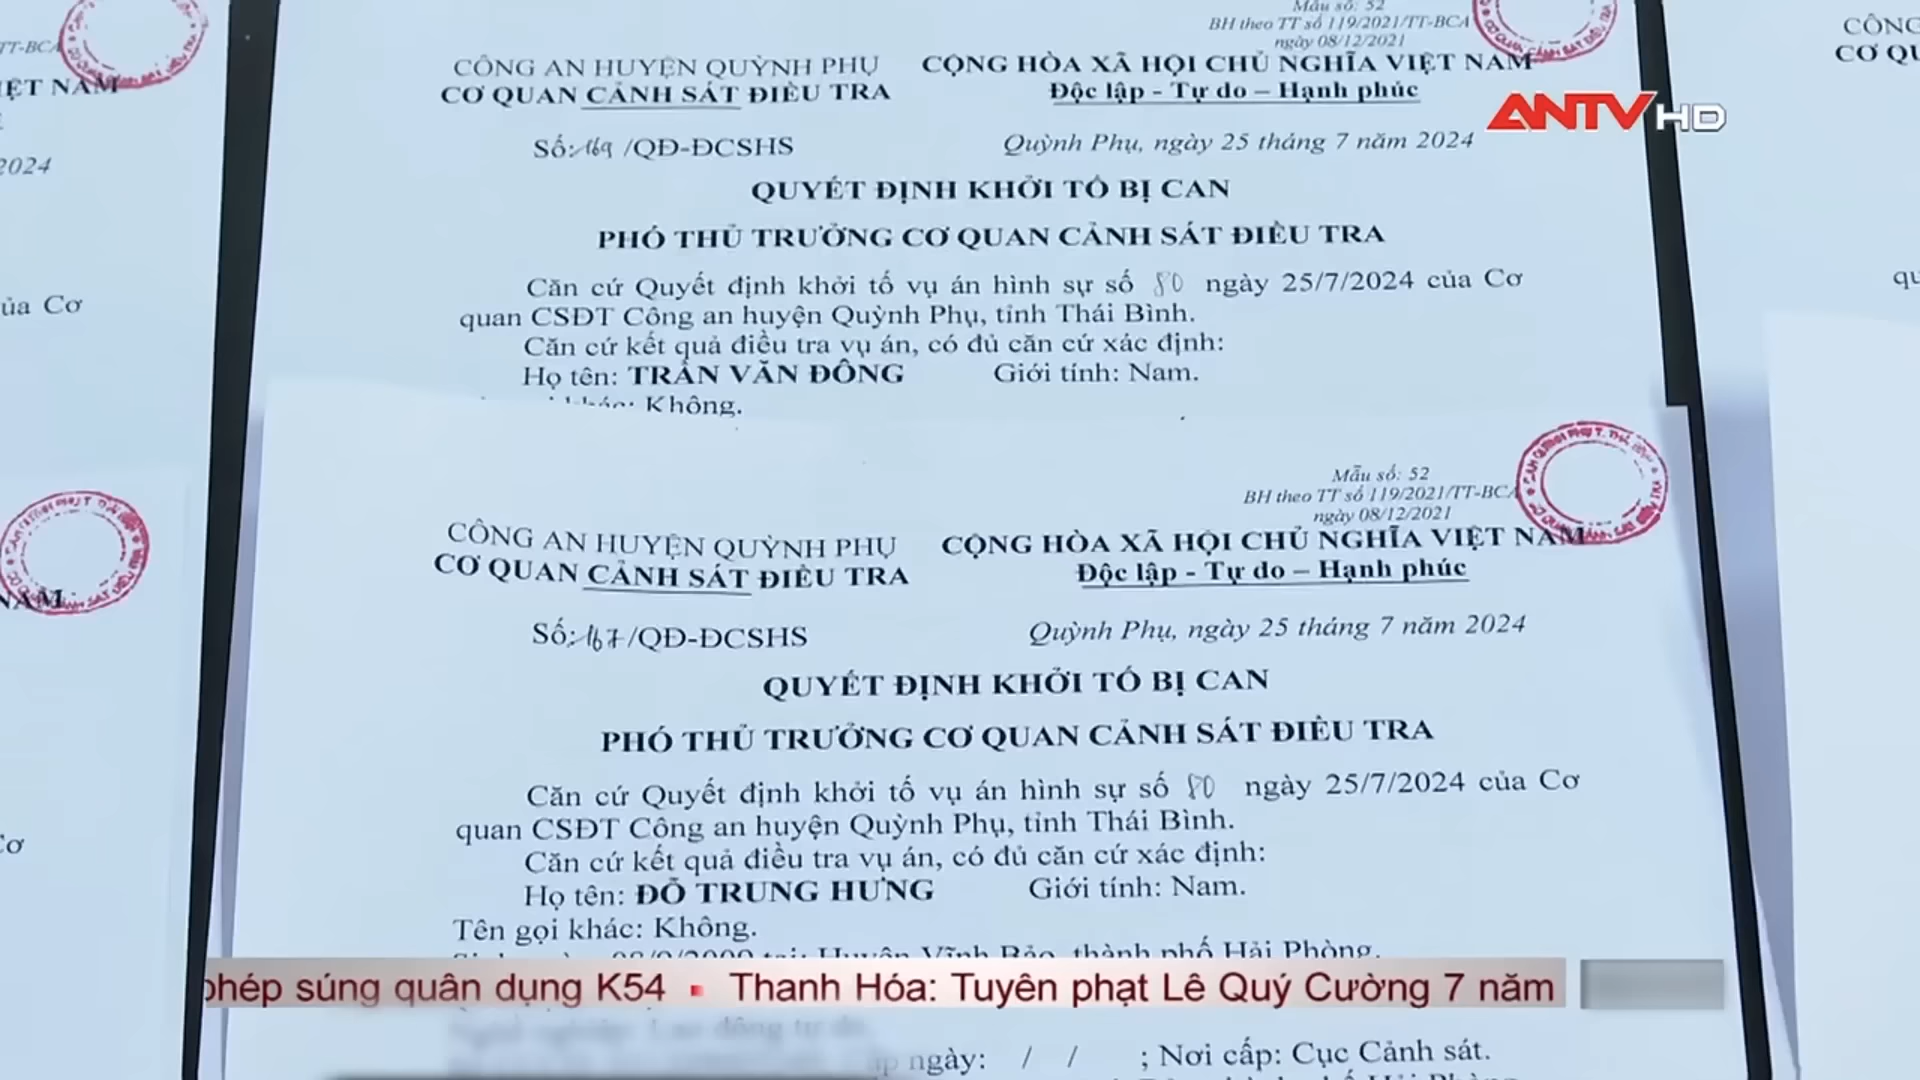 Mẫu số: 52
BH theo TT số 119/2021/TT-BCA
ngày 08/12/2021
CÔNG AN HUYỆN QUỲNH PHỤ
CỘNG HÒA XÃ HỘI CHỦ NGHĨA VIỆT NAM
CƠ QUAN CẢNH SÁT ĐIỀU TRA
Độc lập - Tự do – Hạnh phúc
ANTV HD
Số: 169 /QĐ-ĐCSHS
Quỳnh Phụ, ngày 25 tháng 7 năm 2024
QUYẾT ĐỊNH KHỞI TỐ BỊ CAN
PHÓ THỦ TRƯỞNG CƠ QUAN CẢNH SÁT ĐIỀU TRA
Căn cứ Quyết định khởi tố vụ án hình sự số 80 ngày 25/7/2024 của Cơ
quan CSĐT Công an huyện Quỳnh Phụ, tỉnh Thái Bình.
Căn cứ kết quả điều tra vụ án, có đủ căn cứ xác định:
Họ tên: TRẦN VĂN ĐÔNG Giới tính: Nam.
Không.
Mẫu số: 52
BH theo TT số 119/2021/TT-BCA
ngày 08/12/2021
CÔNG AN HUYỆN QUỲNH PHỤ
CỘNG HÒA XÃ HỘI CHỦ NGHĨA VIỆT NAM
CƠ QUAN CẢNH SÁT ĐIỀU TRA
Độc lập - Tự do – Hạnh phúc
Số: 167/QĐ-ĐCSHS
Quỳnh Phụ, ngày 25 tháng 7 năm 2024
QUYẾT ĐỊNH KHỞI TỐ BỊ CAN
PHÓ THỦ TRƯỞNG CƠ QUAN CẢNH SÁT ĐIỀU TRA
Căn cứ Quyết định khởi tố vụ án hình sự số 80 ngày 25/7/2024 của Cơ
quan CSĐT Công an huyện Quỳnh Phụ, tỉnh Thái Bình.
Căn cứ kết quả điều tra vụ án, có đủ căn cứ xác định:
Họ tên: ĐỖ TRUNG HƯNG Giới tính: Nam.
Tên gọi khác: Không.
Huyện Vĩnh Bảo, thành phố Hải Phòng.
phép súng quân dụng K54 ▪ Thanh Hóa: Tuyên phạt Lê Quý Cường 7 năm
ngày: / / ; Nơi cấp: Cục Cảnh sát.